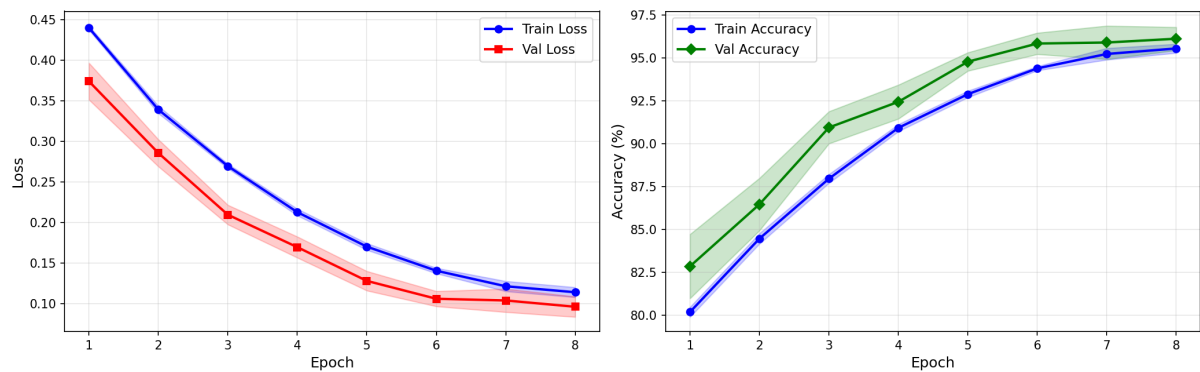 0.45
0.40
0.35
0.30
0.25
0.20
0.15
0.10
Loss
Train Loss
Val Loss
1 2 3 4 5 6 7 8
Epoch
97.5
95.0
92.5
90.0
87.5
85.0
82.5
80.0
Accuracy (%)
Train Accuracy
Val Accuracy
1 2 3 4 5 6 7 8
Epoch